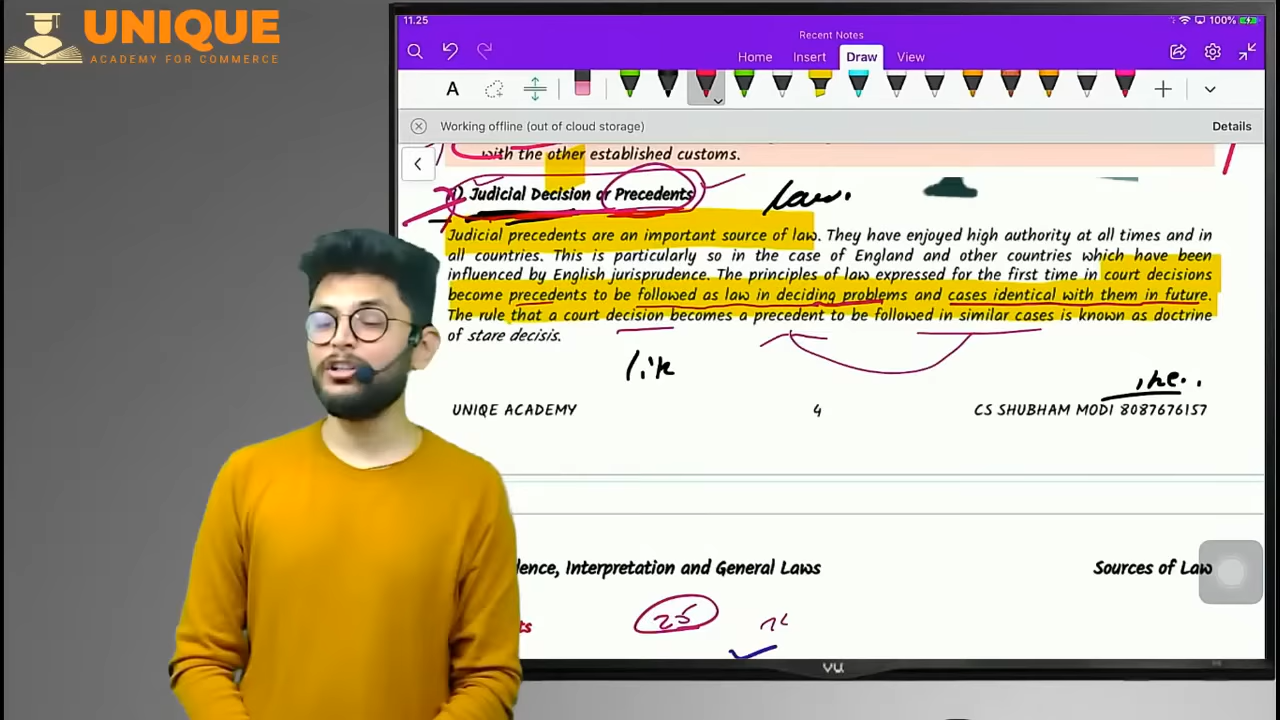 UNIQUE
ACADEMY FOR COMMERCE
11.25
100%
Recent Notes
Home Insert Draw View
A
Working offline (out of cloud storage)
Details
with the other established customs.
Judicial Decision or Precedents
law.
Judicial precedents are an important source of law. They have enjoyed high authority at all times and in
all countries. This is particularly so in the case of England and other countries which have been
influenced by English jurisprudence. The principles of law expressed for the first time in court decisions
become precedents to be followed as law in deciding problems and cases identical with them in future.
The rule that a court decision becomes a precedent to be followed in similar cases is known as doctrine
of stare decisis.
UNIQE ACADEMY
4
CS SHUBHAM MODI 8087676157
lence, Interpretation and General Laws
Sources of Law
ts
25
vu